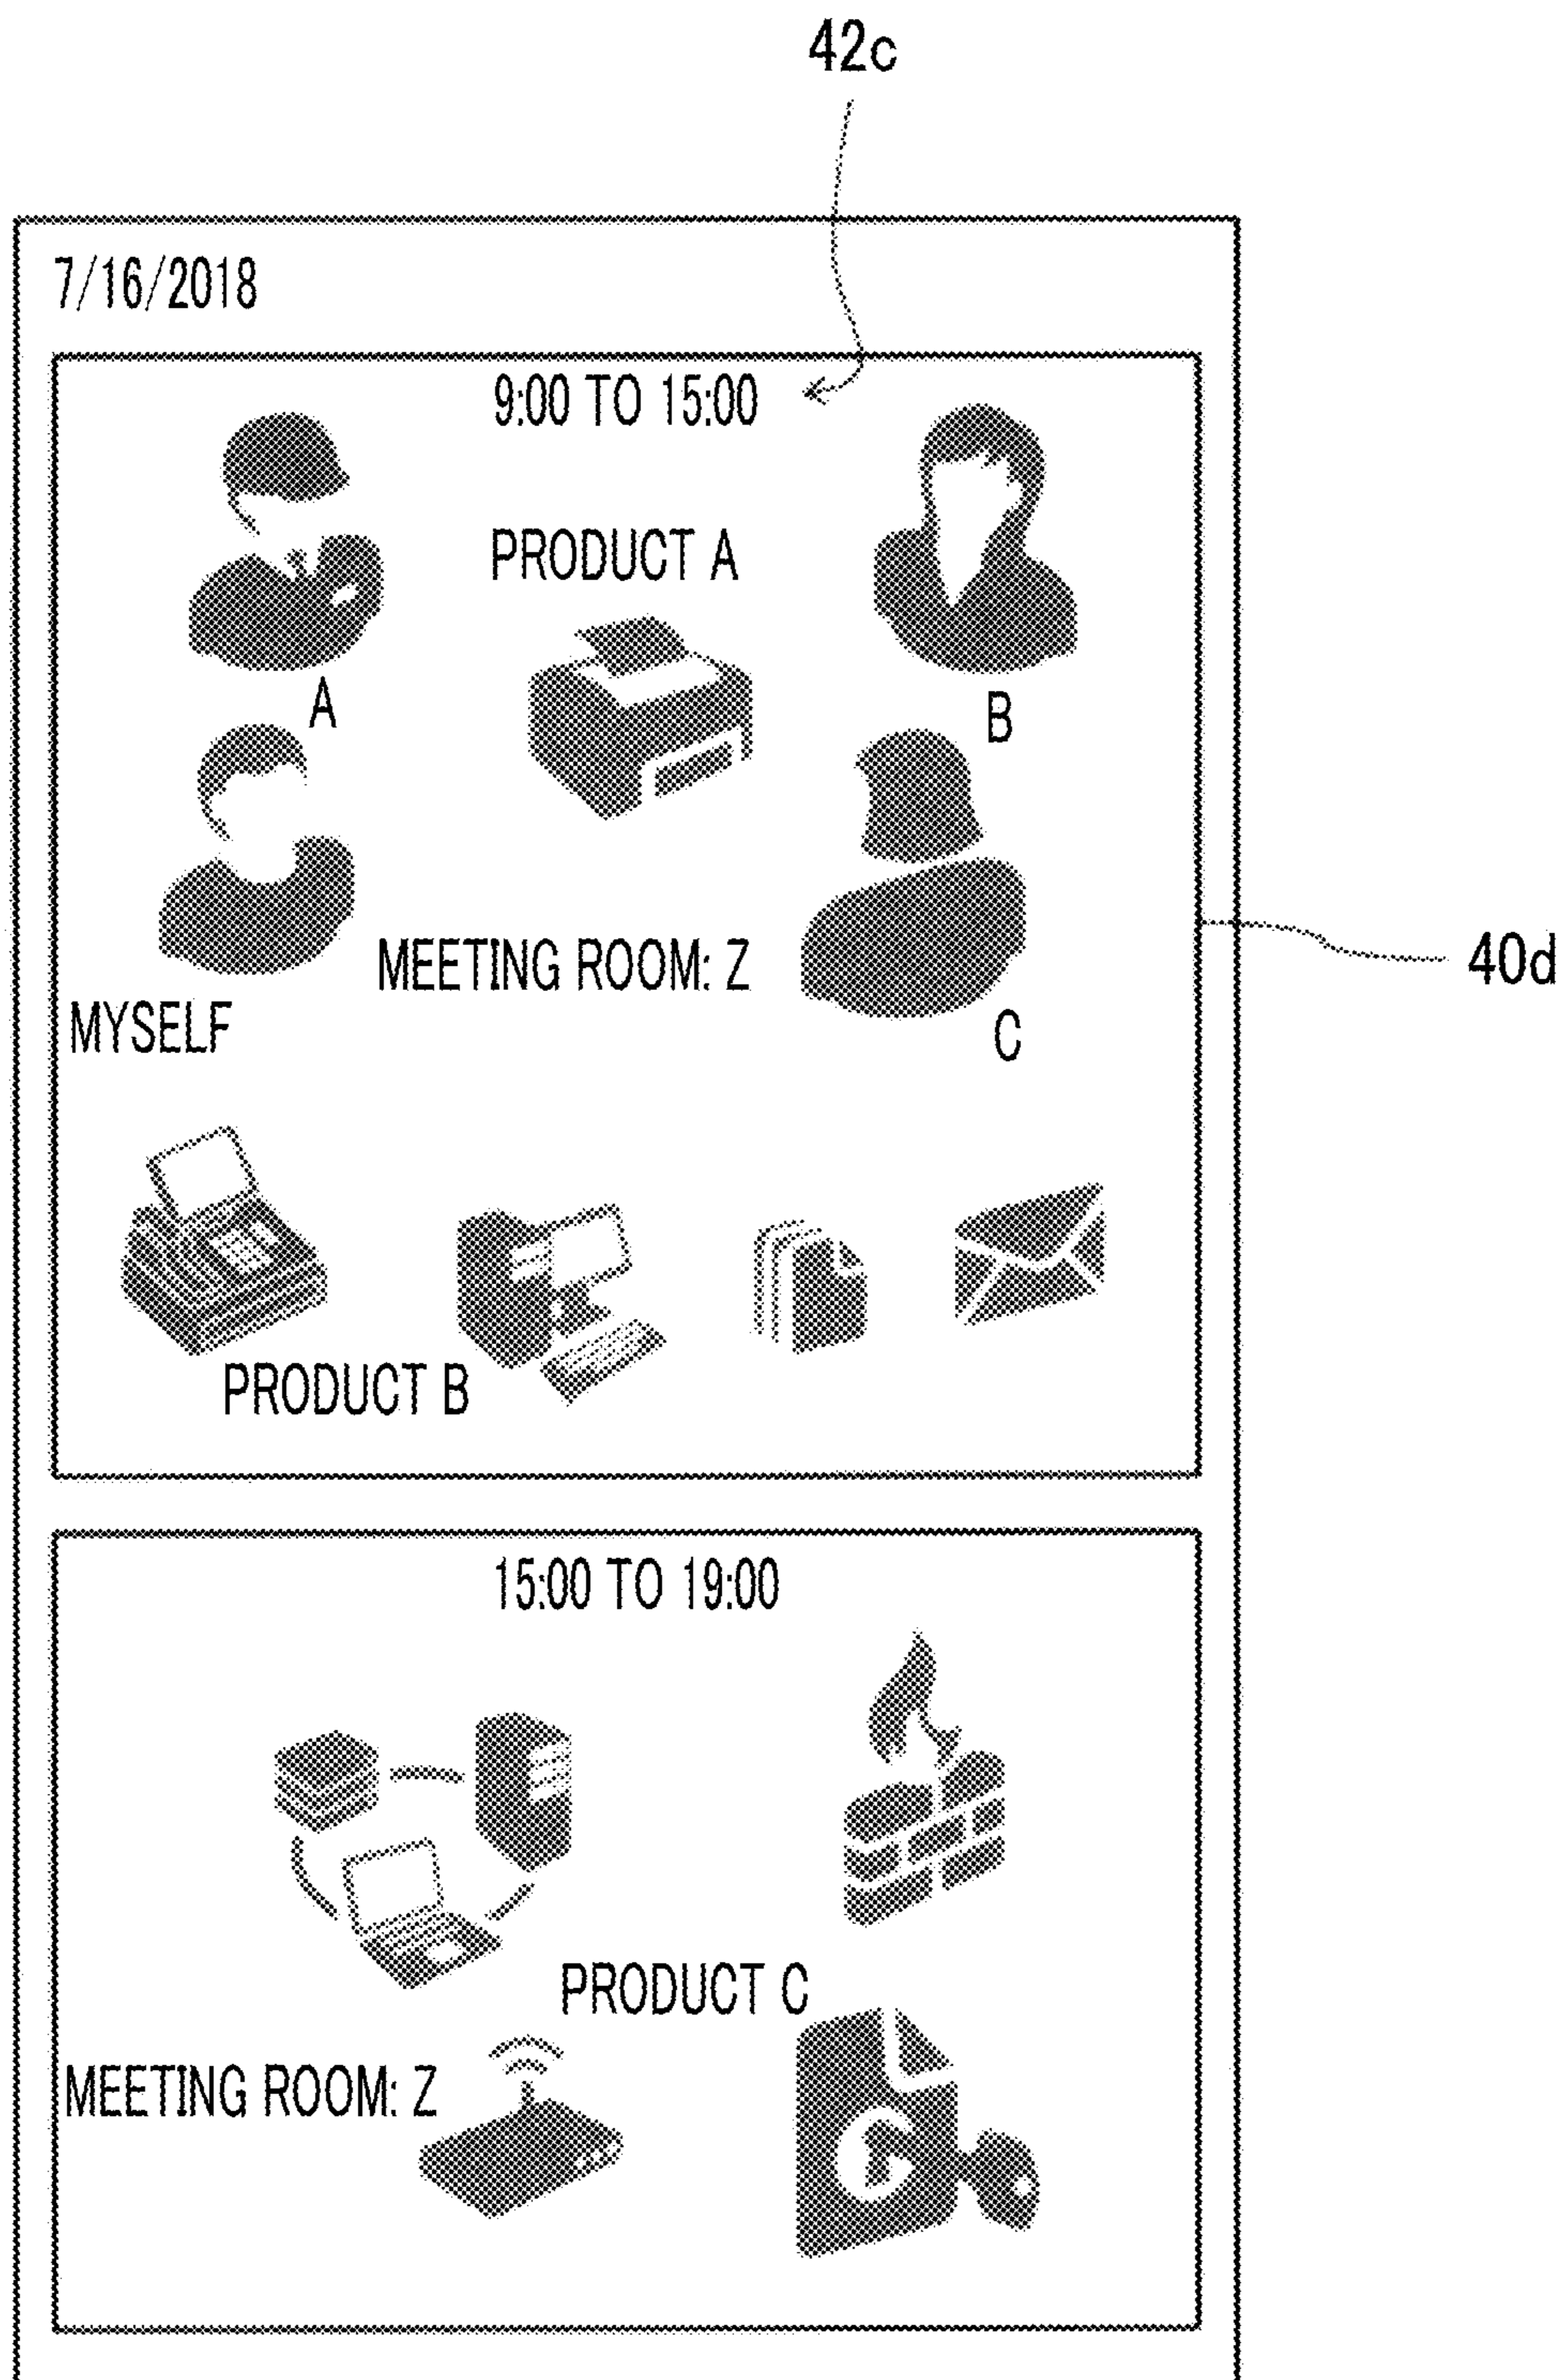 42c
7/16/2018
9:00 TO 15:00
PRODUCT A
A
B
MEETING ROOM: Z
40d
MYSELF
C
PRODUCT B
15:00 TO 19:00
PRODUCT C
MEETING ROOM: Z